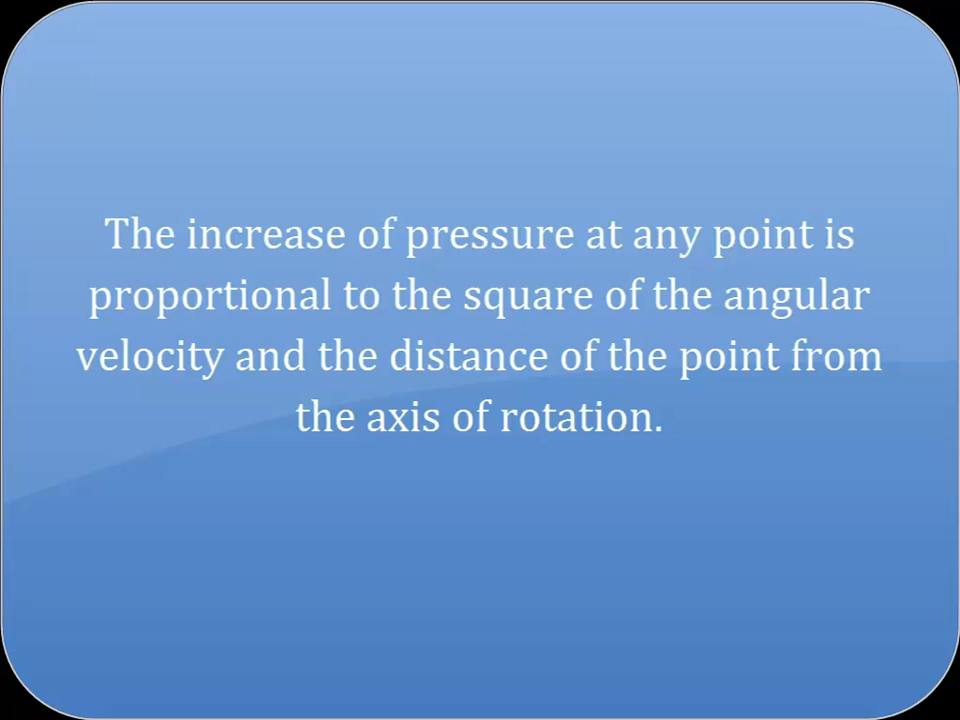 The increase of pressure at any point is
proportional to the square of the angular
velocity and the distance of the point from
the axis of rotation.